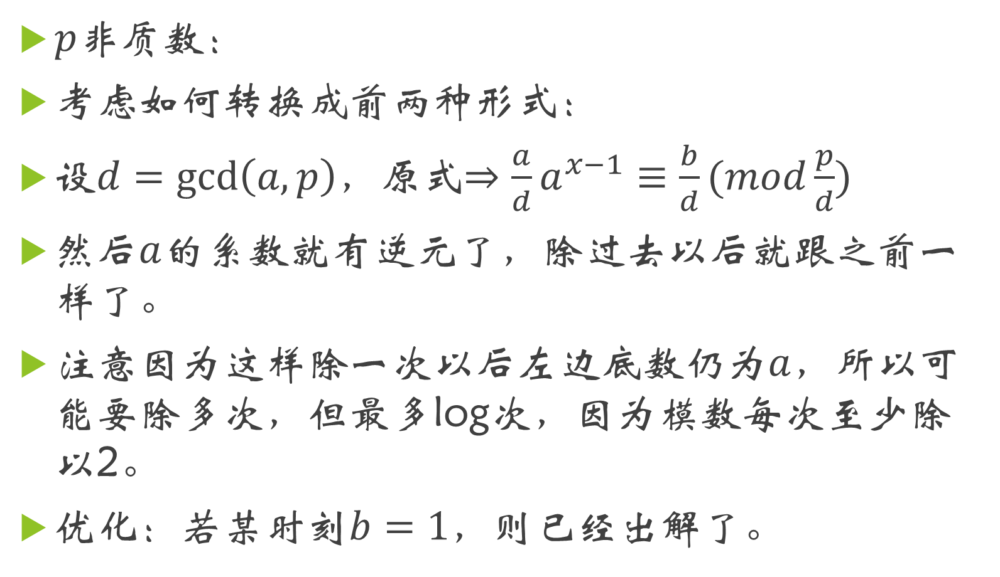 p非质数：
考虑如何转换成前两种形式：
设d = gcd(a, p)，原式⇒ \frac{a}{d} a^{x-1} ≡ \frac{b}{d} (mod \frac{p}{d})
然后a的系数就有逆元了，除过去以后就跟之前一
样了。
注意因为这样除一次以后左边底数仍为a，所以可
能要除多次，但最多log次，因为模数每次至少除
以2。
优化：若某时刻b = 1，则已经出解了。